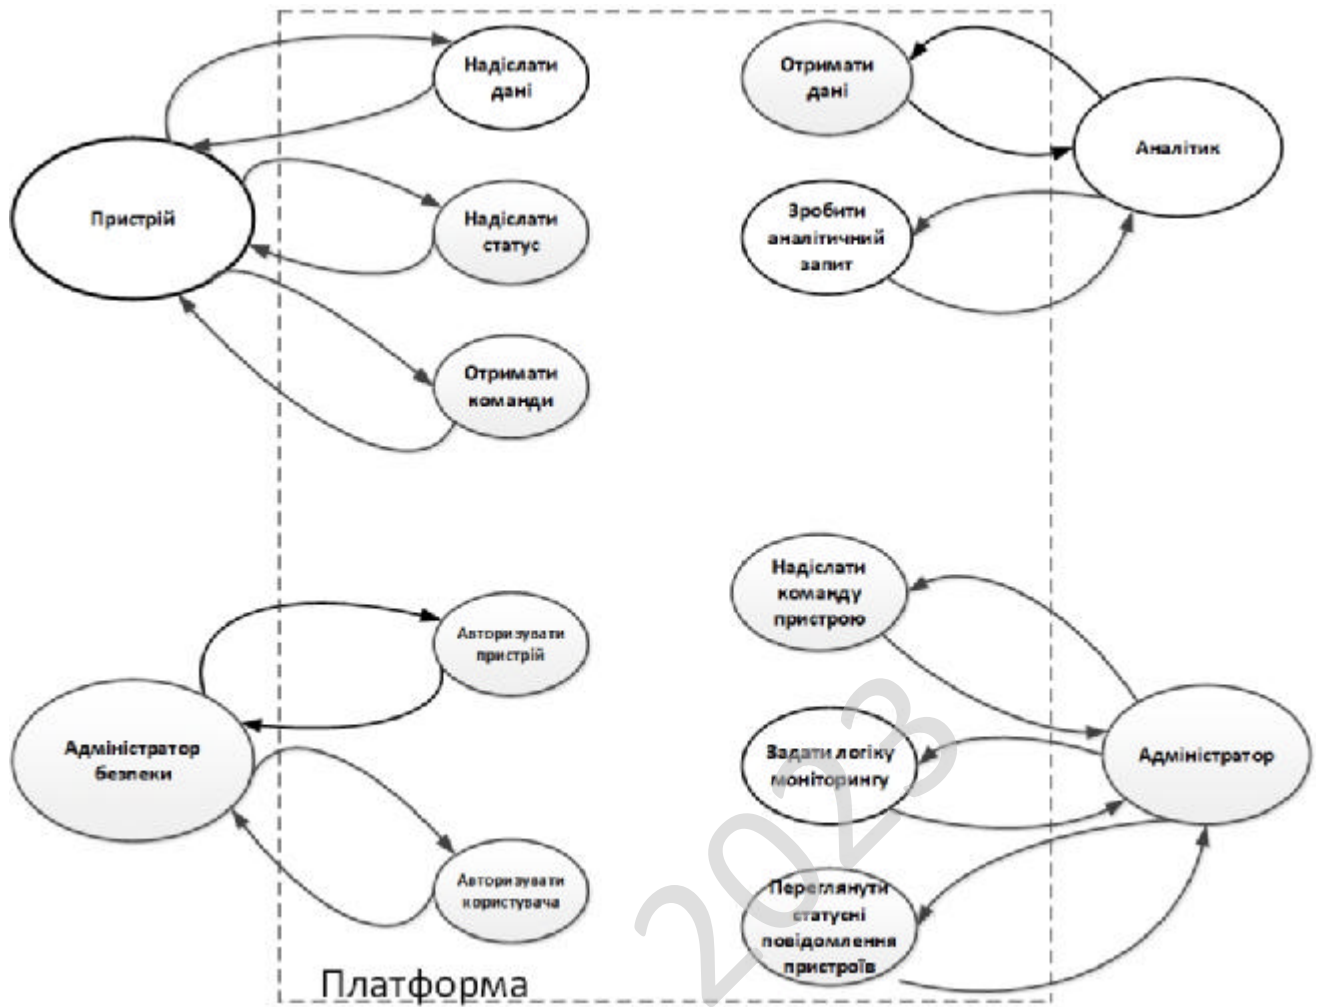 Надіслати
дані
Пристрій
Надіслати
статус
Отримати
команди
Отримати
дані
Аналітик
Зробити
аналітичний
запит
Авторизувати
пристрій
Адміністратор
безпеки
Авторизувати
користувача
Надіслати
команду
пристрою
Задати логіку
моніторингу
Адміністратор
Переглянути
статусні
повідомлення
пристроїв
Платформа
2023